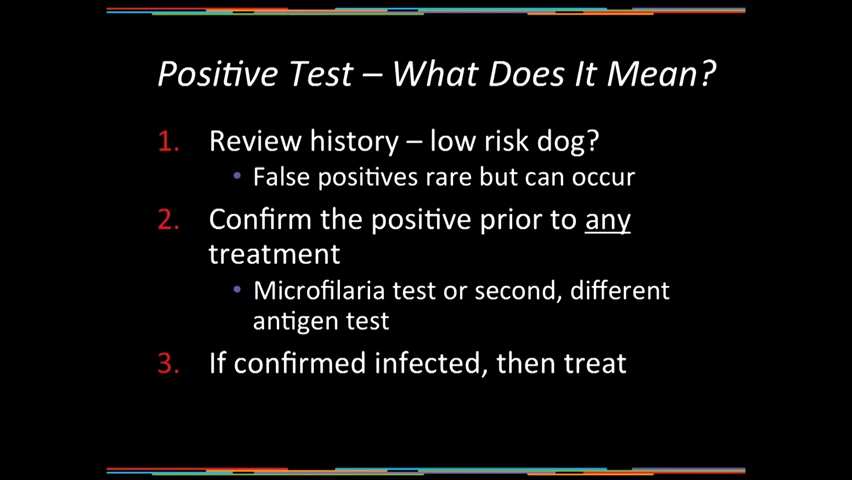 Positive Test – What Does It Mean?
1. Review history – low risk dog?
• False positives rare but can occur
2. Confirm the positive prior to any
treatment
• Microfilaria test or second, different
antigen test
3. If confirmed infected, then treat